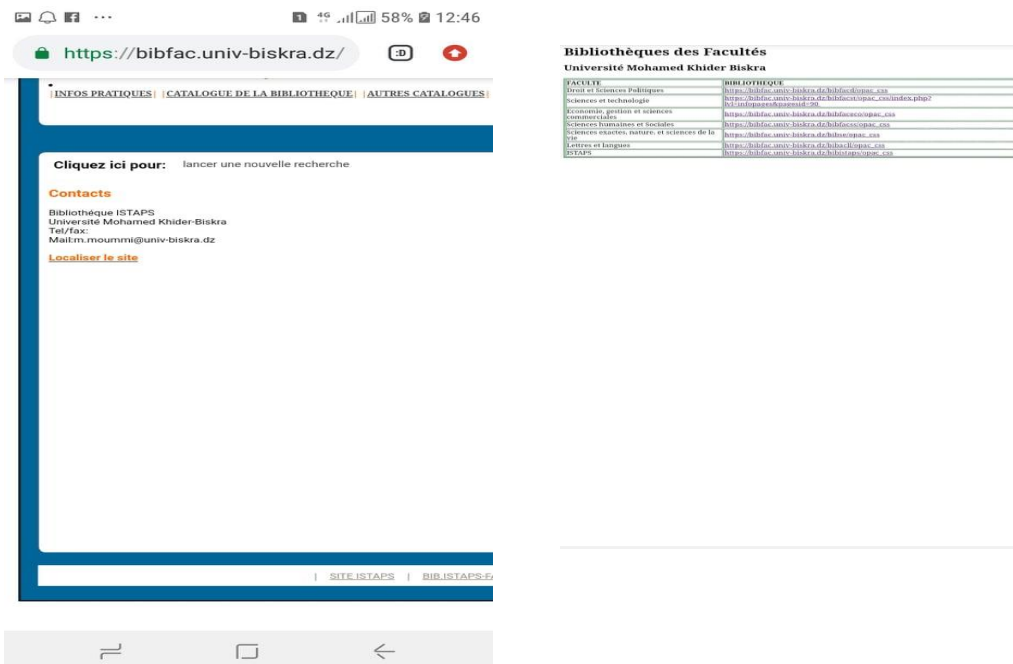 4G 58% 12:46
https://bibfac.univ-biskra.dz/ :D
|INFOS PRATIQUES| |CATALOGUE DE LA BIBLIOTHEQUE| |AUTRES CATALOGUES|
Cliquez ici pour: lancer une nouvelle recherche
Contacts
Bibliothéque ISTAPS
Université Mohamed Khider-Biskra
Tel/fax:
Mail:m.moummi@univ-biskra.dz
Localiser le site
| SITE ISTAPS | BIB.ISTAPS-F
Bibliothèques des Facultés
Université Mohamed Khider Biskra
FACULTE BIBLIOTHEQUE
Droit et Sciences Politiques https://bibfac.univ-biskra.dz/bibfacd/opac_css
Sciences et technologie https://bibfac.univ-biskra.dz/bibfacst/opac_css/index.php?
lvl=infopages&pagesid=90
Economie, gestion et sciences
commerciales https://bibfac.univ-biskra.dz/bibfaceco/opac_css
Sciences humaines et Sociales https://bibfac.univ-biskra.dz/bibfacss/opac_css
Sciences exactes, nature, et sciences de la
vie https://bibfac.univ-biskra.dz/bibse/opac_css
Lettres et langues https://bibfac.univ-biskra.dz/bibacll/opac_css
ISTAPS https://bibfac.univ-biskra.dz/bibistaps/opac_css